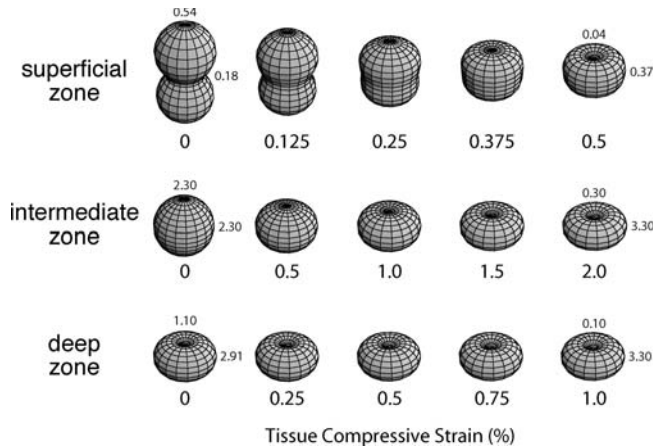 0.54
superficial
zone
0.18
0.04
0.37
0 0.125 0.25 0.375 0.5
2.30
intermediate
zone
2.30
0.30
3.30
0 0.5 1.0 1.5 2.0
1.10
deep
zone
2.91
0.10
3.30
0 0.25 0.5 0.75 1.0
Tissue Compressive Strain (%)